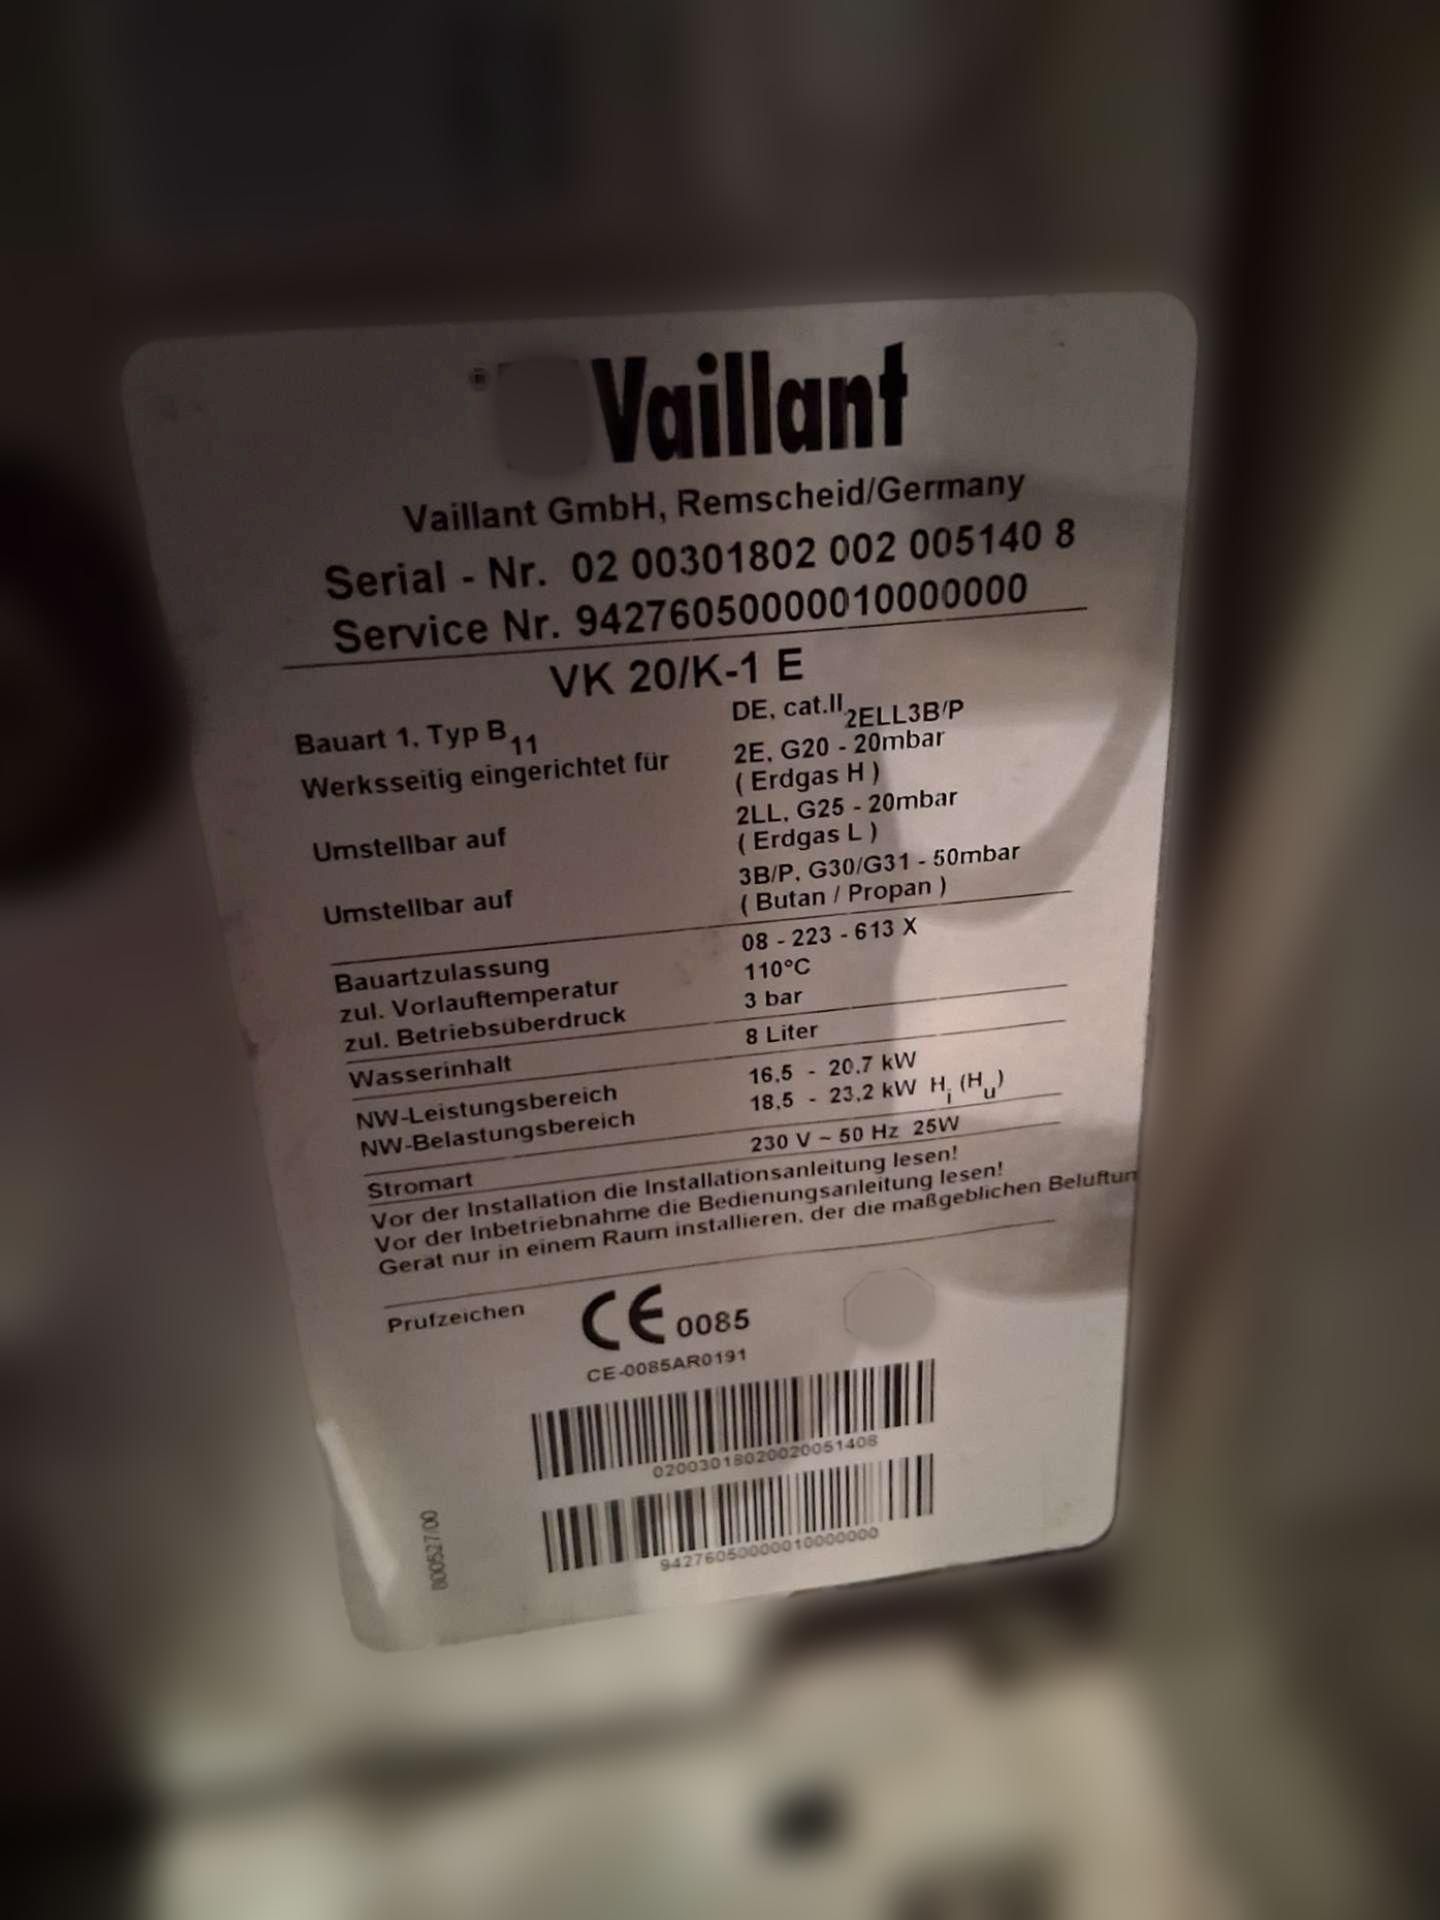 ® Vaillant
Vaillant GmbH, Remscheid/Germany
Serial - Nr. 02 00301802 002 005140 8
Service Nr. 94276050000010000000
VK 20/K-1 E
Bauart 1, Typ B11 DE, cat.II2ELL3B/P
Werksseitig eingerichtet für 2E, G20 - 20mbar
( Erdgas H )
Umstellbar auf 2LL, G25 - 20mbar
( Erdgas L )
Umstellbar auf 3B/P, G30/G31 - 50mbar
( Butan / Propan )
Bauartzulassung 08 - 223 - 613 X
zul. Vorlauftemperatur 110°C
zul. Betriebsüberdruck 3 bar
Wasserinhalt 8 Liter
NW-Leistungsbereich 16,5 - 20,7 kW
NW-Belastungsbereich 18,5 - 23,2 kW Hi (Hu)
Stromart 230 V ~ 50 Hz 25W
Vor der Installation die Installationsanleitung lesen!
Vor der Inbetriebnahme die Bedienungsanleitung lesen!
Gerät nur in einem Raum installieren, der die maßgeblichen Beluftun
Prufzeichen CE 0085
CE-0085AR0191
02003018020020051408
94276050000010000000
800527/00